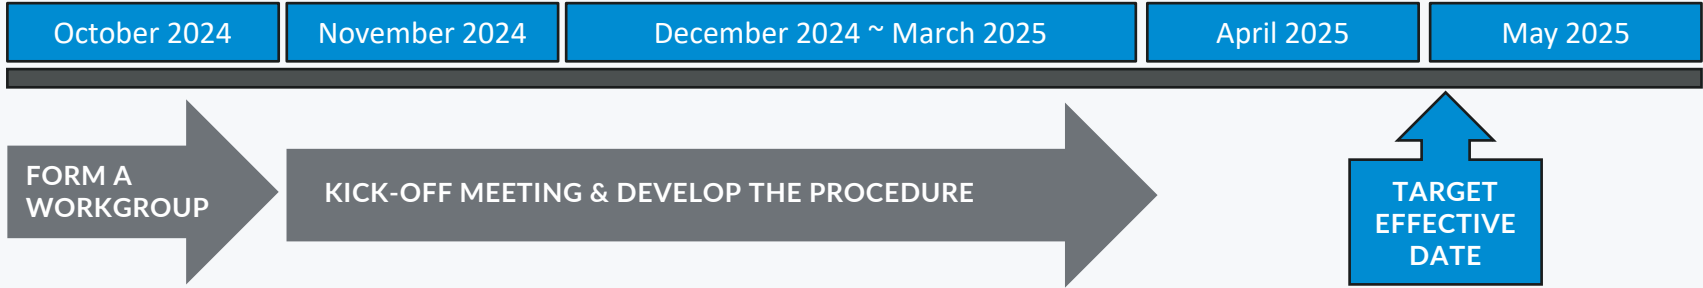 October 2024
November 2024
December 2024 ~ March 2025
April 2025
May 2025
FORM A
WORKGROUP
KICK-OFF MEETING & DEVELOP THE PROCEDURE
TARGET
EFFECTIVE
DATE